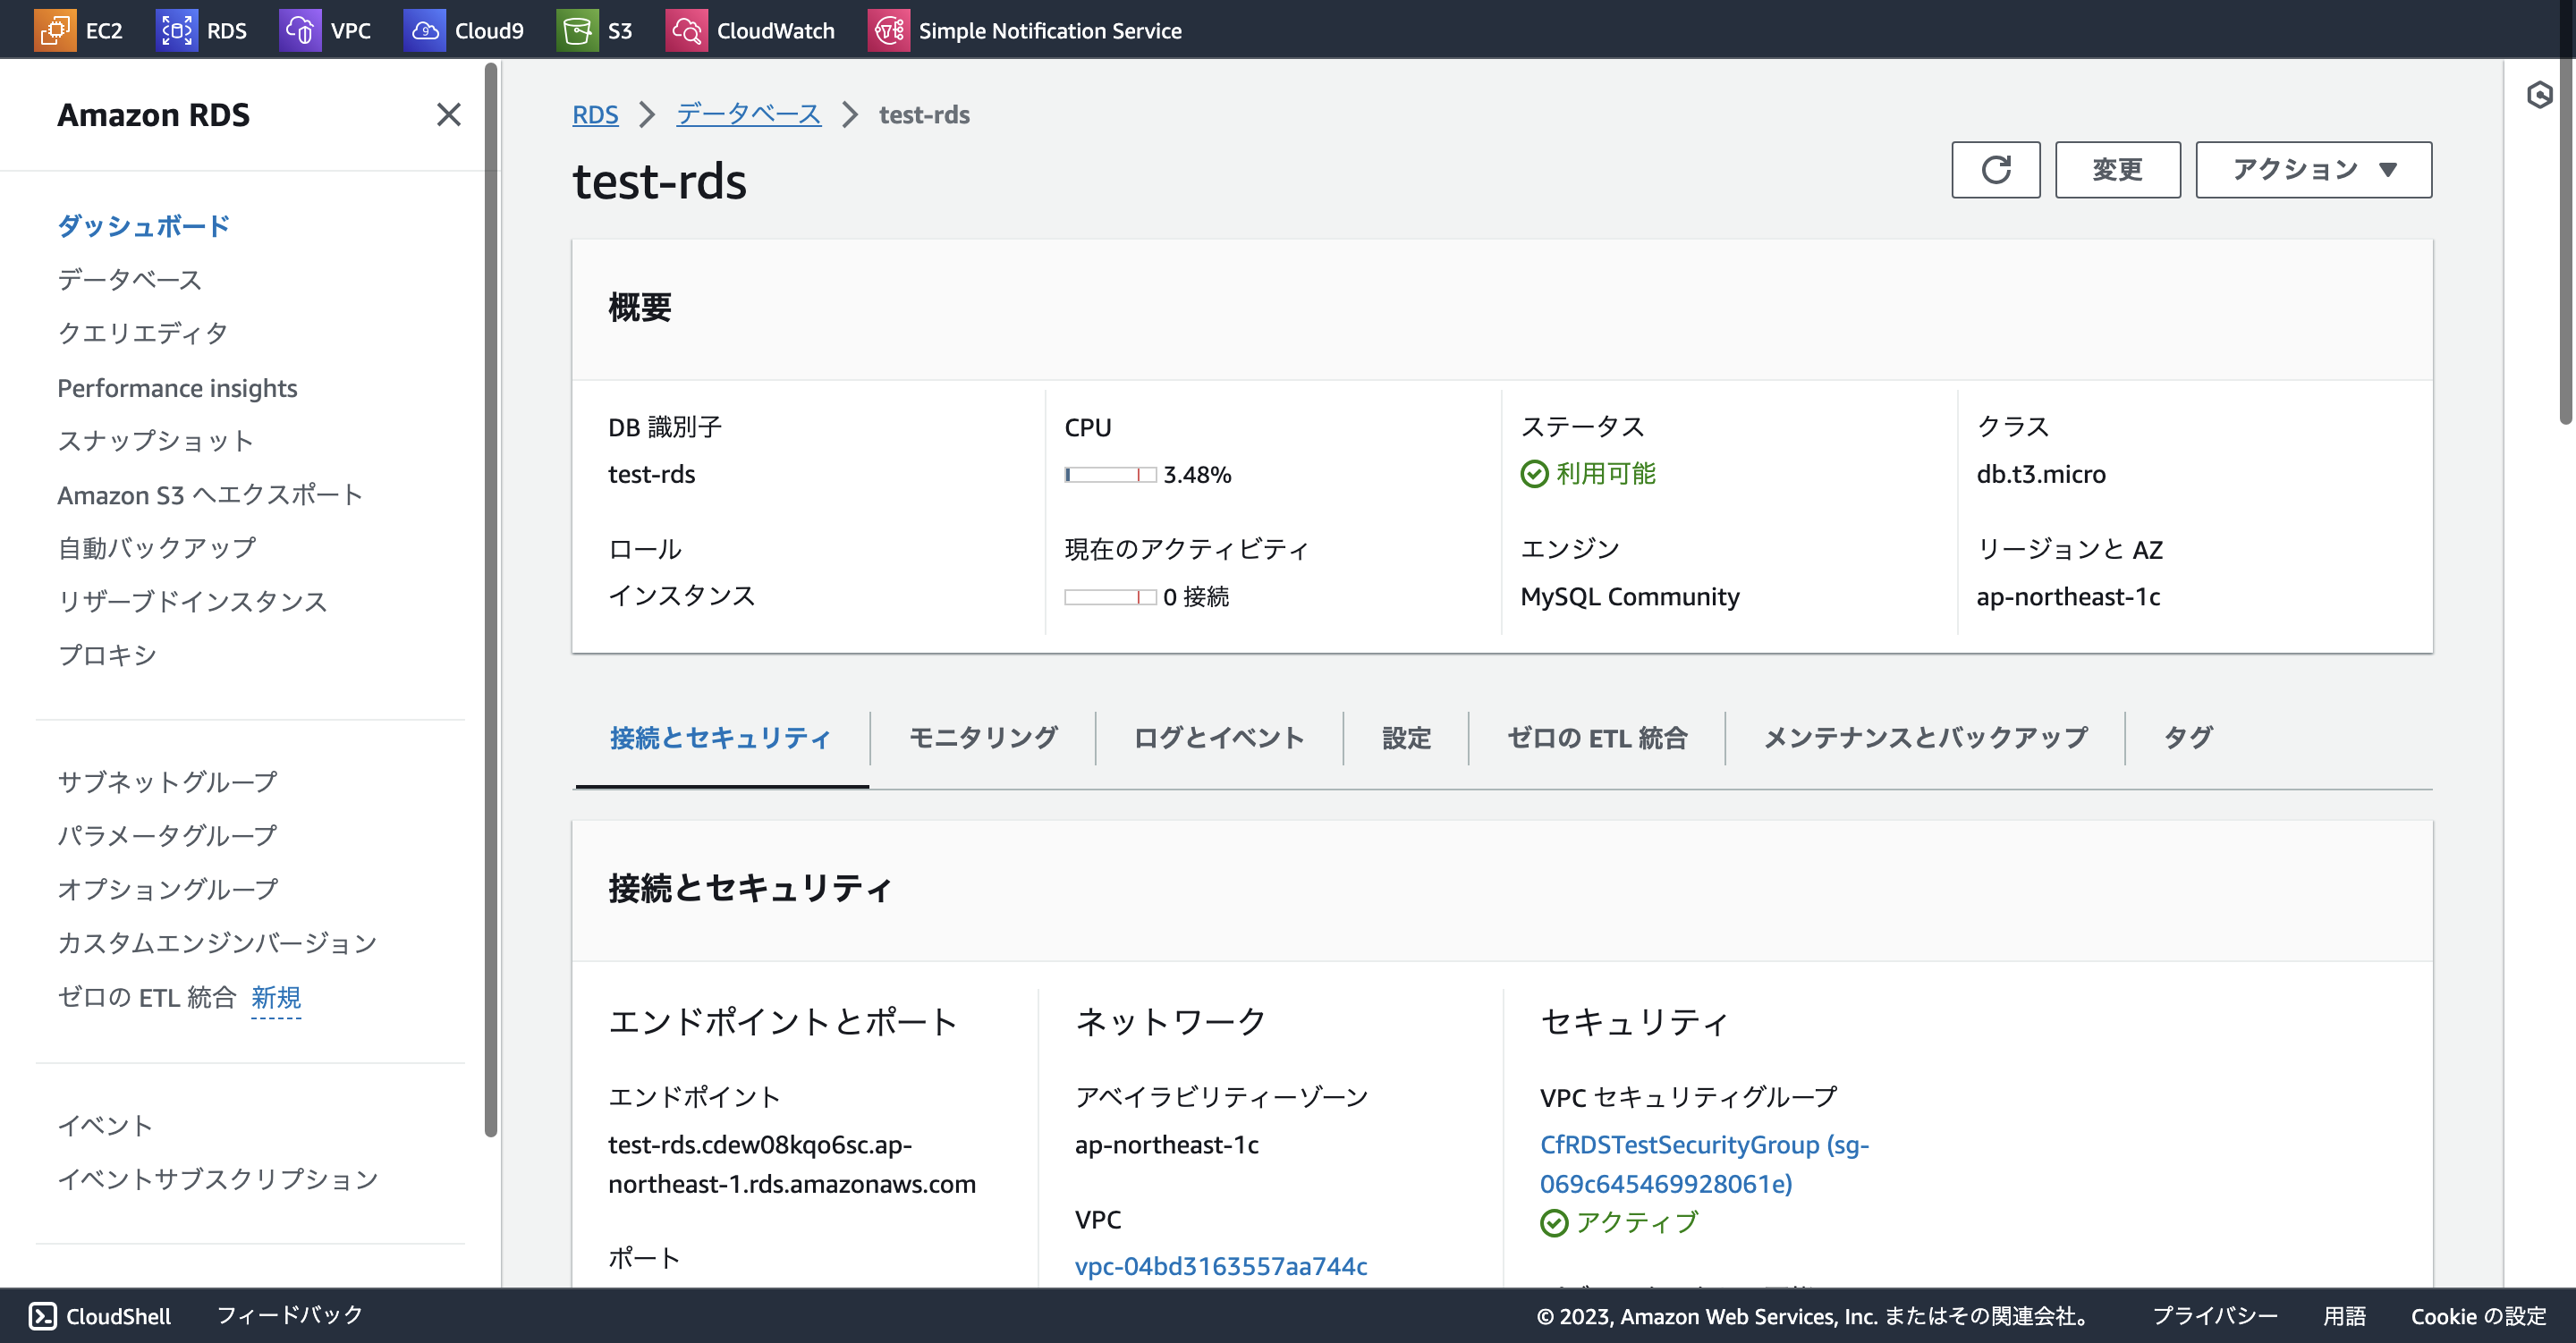 EC2 RDS VPC Cloud9 S3 CloudWatch Simple Notification Service
Amazon RDS
ダッシュボード
データベース
クエリエディタ
Performance insights
スナップショット
Amazon S3 へエクスポート
自動バックアップ
リザーブドインスタンス
プロキシ
サブネットグループ
パラメータグループ
オプショングループ
カスタムエンジンバージョン
ゼロの ETL 統合 新規
イベント
イベントサブスクリプション
RDS データベース test-rds
test-rds
変更 アクション
概要
DB 識別子
test-rds
ロール
インスタンス
CPU
3.48%
現在のアクティビティ
0 接続
ステータス
利用可能
エンジン
MySQL Community
クラス
db.t3.micro
リージョンと AZ
ap-northeast-1c
接続とセキュリティ モニタリング ログとイベント 設定 ゼロの ETL 統合 メンテナンスとバックアップ タグ
接続とセキュリティ
エンドポイントとポート
エンドポイント
test-rds.cdew08kqo6sc.ap-
northeast-1.rds.amazonaws.com
ポート
ネットワーク
アベイラビリティーゾーン
ap-northeast-1c
VPC
vpc-04bd3163557aa744c
セキュリティ
VPC セキュリティグループ
CfRDSTestSecurityGroup (sg-
069c645469928061e)
アクティブ
CloudShell フィードバック © 2023, Amazon Web Services, Inc. またはその関連会社。 プライバシー 用語 Cookie の設定